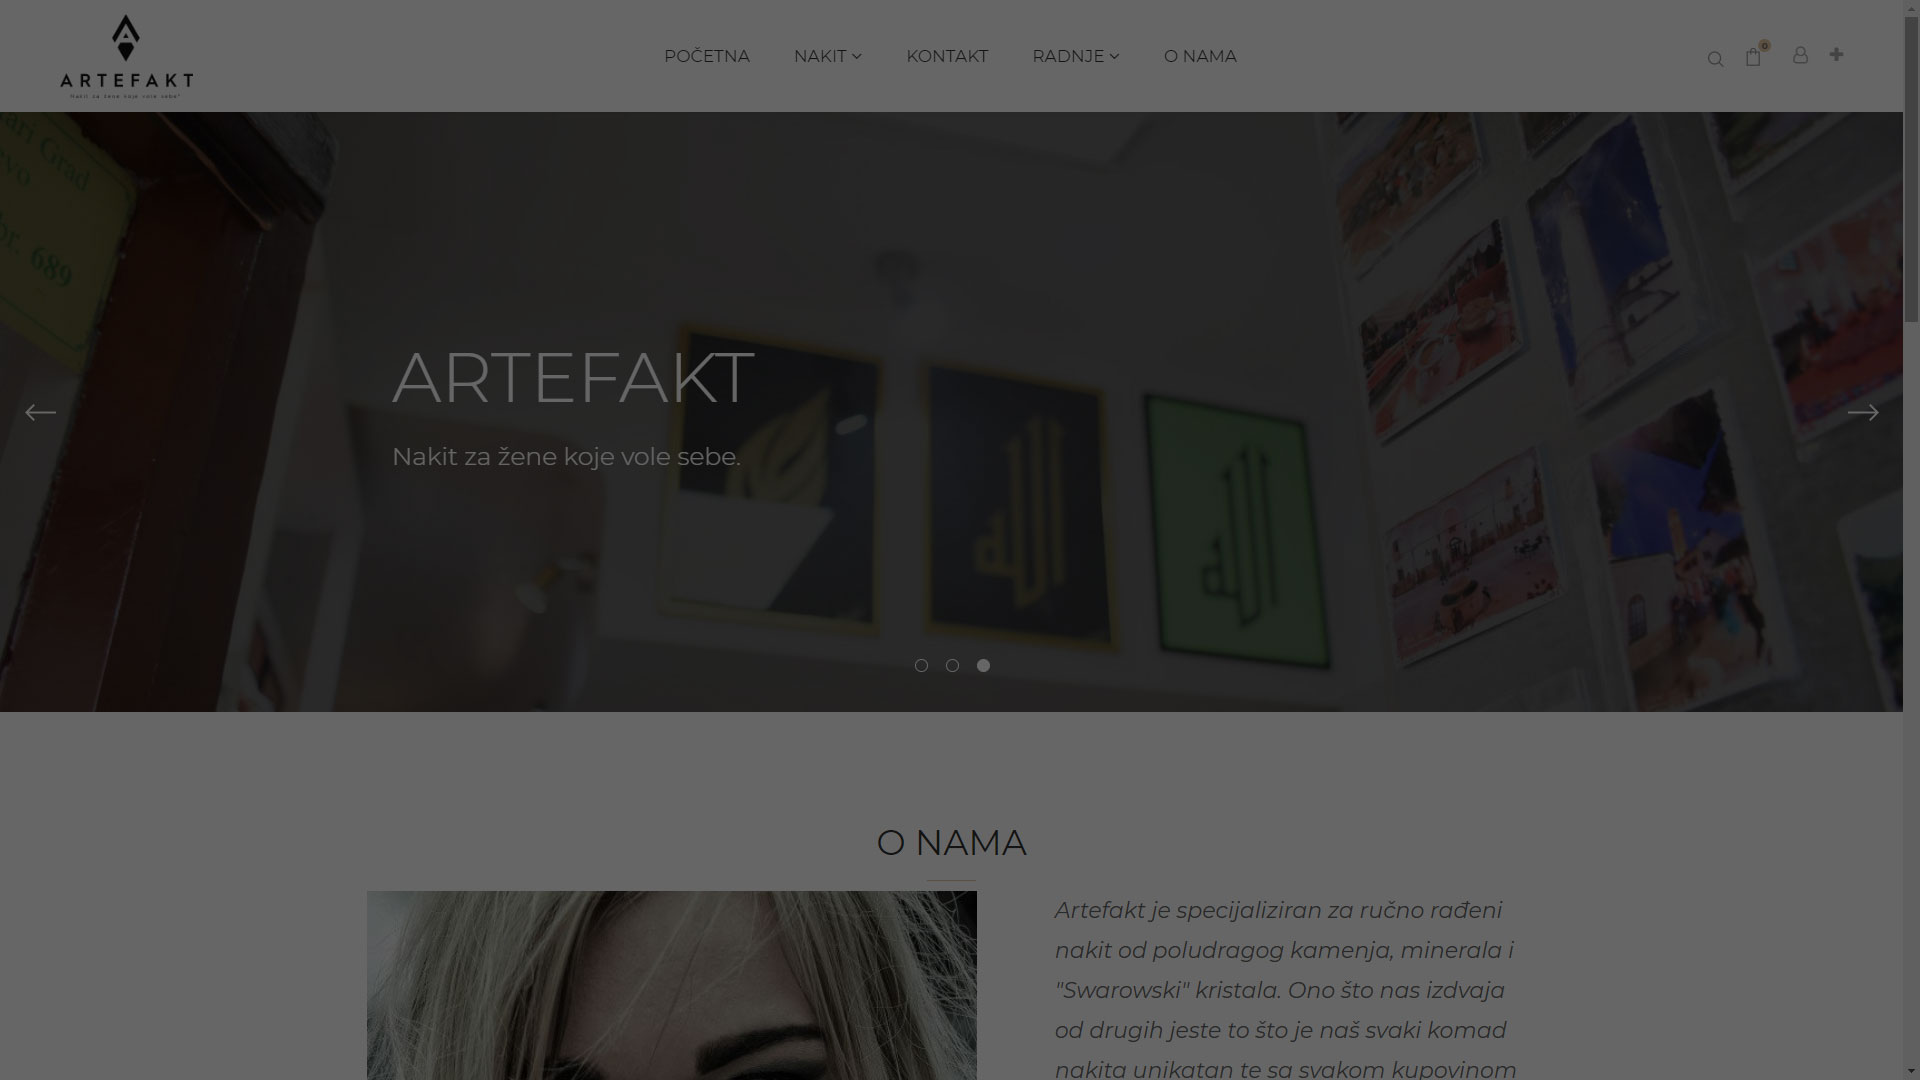 ARTEFAKT
"Nakit za žene koje vole sebe"
POČETNA
NAKIT
KONTAKT
RADNJE
O NAMA
0
ari Grad
evo
br. 689
ARTEFAKT
Nakit za žene koje vole sebe.
O NAMA
Artefakt je specijaliziran za ručno rađeni
nakit od poludragog kamenja, minerala i
"Swarowski" kristala. Ono što nas izdvaja
od drugih jeste to što je naš svaki komad
nakita unikatan te sa svakom kupovinom